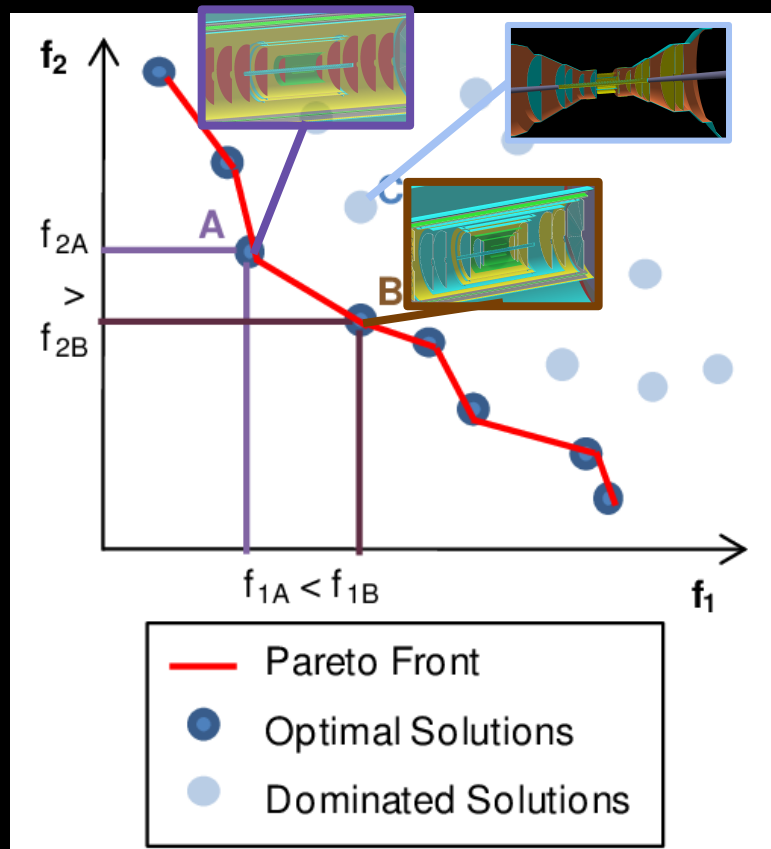 f2
A
C
f2A
B
>
f2B
f1A < f1B
f1
Pareto Front
Optimal Solutions
Dominated Solutions